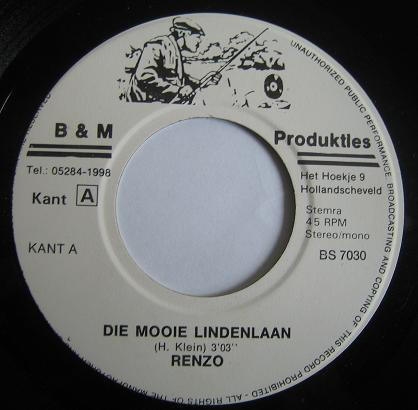 B & M Produkties
Tel.: 05284-1998
Het Hoekje 9
Hollandscheveld
Kant A
Stemra
45 RPM
Stereo/mono
KANT A
BS 7030
DIE MOOIE LINDENLAAN
(H. Klein) 3'03''
RENZO
UNAUTHORIZED PUBLIC PERFORMANCE, BROADCASTING AND COPYING OF THIS RECORD PROHIBITED - ALL RIGHTS OF THE